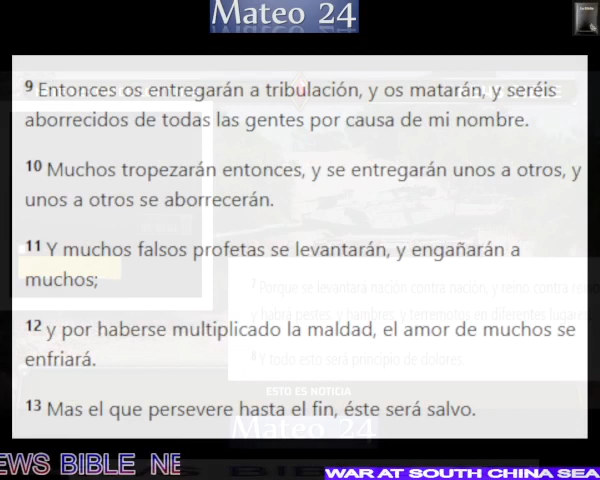 Mateo 24
9 Entonces os entregarán a tribulación, y os matarán, y seréis
aborrecidos de todas las gentes por causa de mi nombre.
10 Muchos tropezarán entonces, y se entregarán unos a otros, y
unos a otros se aborrecerán.
11 Y muchos falsos profetas se levantarán, y engañarán a
muchos;
7 Porque se levantará nación contra nación, y reino contra reino
y habrá pestes, y hambres, y terremotos en diferentes lugares.
12 y por haberse multiplicado la maldad, el amor de muchos se
enfriará.
8 Y todo esto será principio de dolores.
ESTO ES NOTICIA
13 Mas el que persevere hasta el fin, éste será salvo.
Mateo 24
EWS BIBLE NE
WAR AT SOUTH CHINA SEA